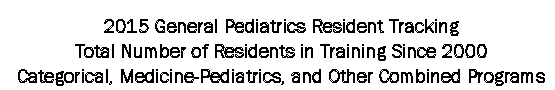 2015 General Pediatrics Resident Tracking
Total Number of Residents in Training Since 2000
Categorical, Medicine-Pediatrics, and Other Combined Programs